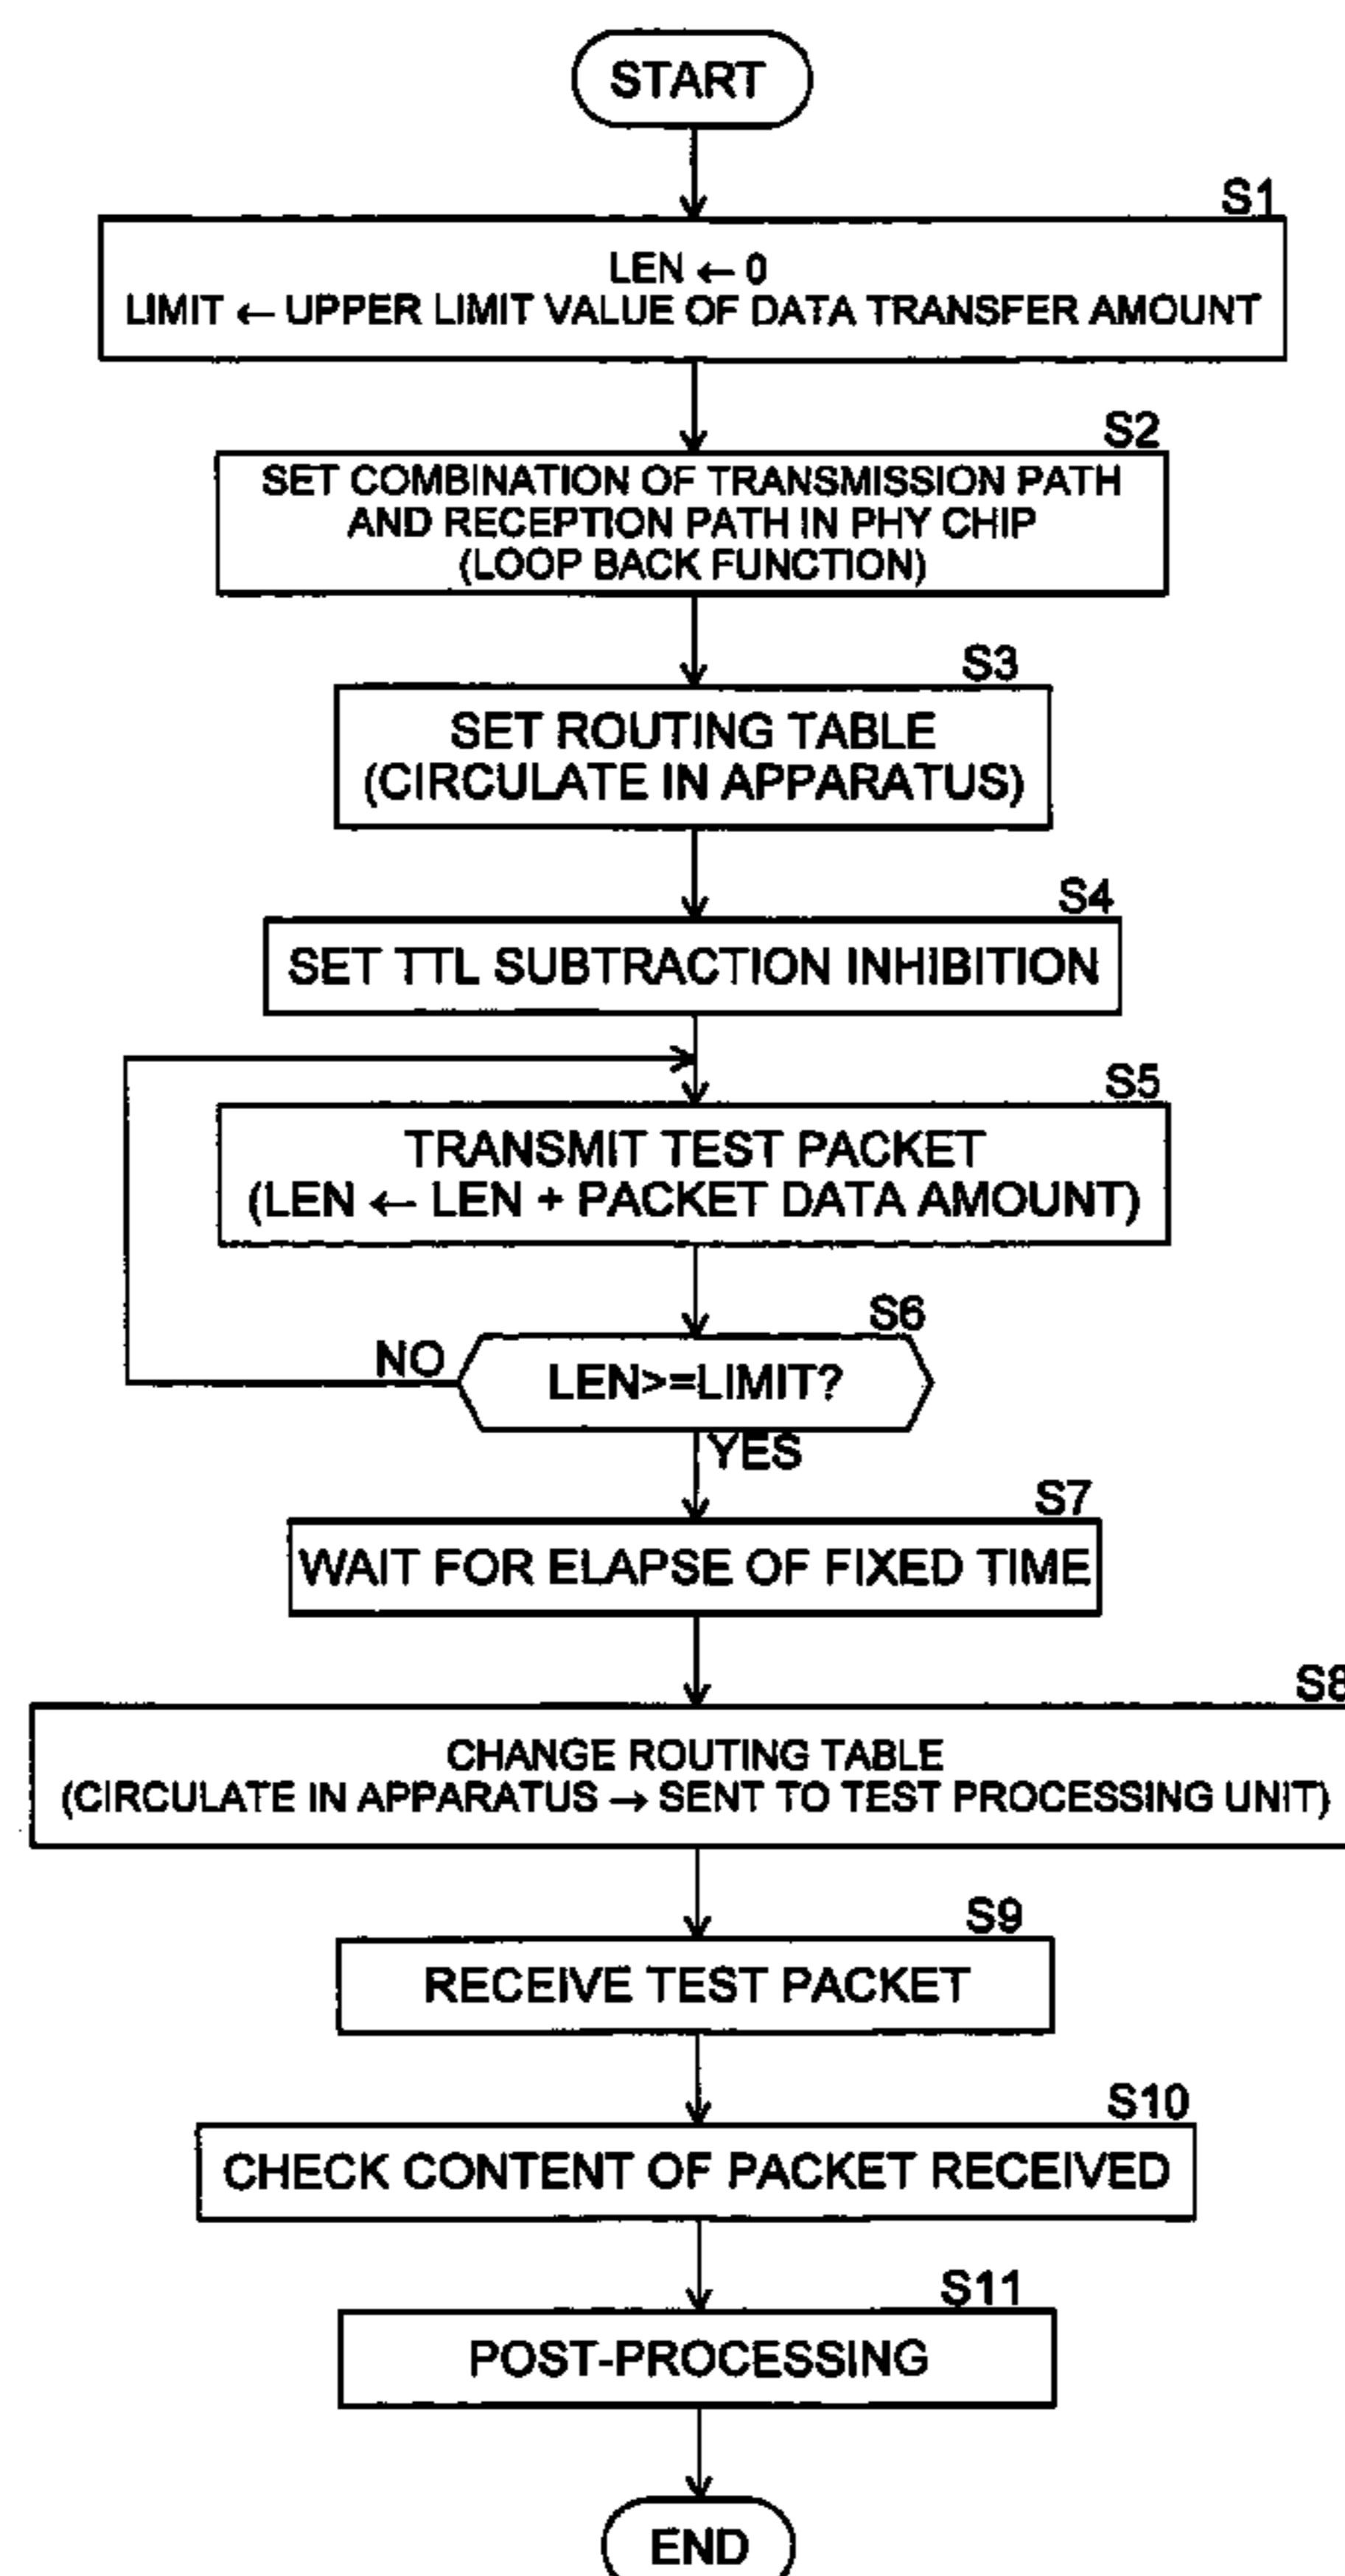 START
S1
LEN ← 0
LIMIT ← UPPER LIMIT VALUE OF DATA TRANSFER AMOUNT
S2
SET COMBINATION OF TRANSMISSION PATH
AND RECEPTION PATH IN PHY CHIP
(LOOP BACK FUNCTION)
S3
SET ROUTING TABLE
(CIRCULATE IN APPARATUS)
S4
SET TTL SUBTRACTION INHIBITION
S5
TRANSMIT TEST PACKET
(LEN ← LEN + PACKET DATA AMOUNT)
S6
NO
LEN>=LIMIT?
YES
S7
WAIT FOR ELAPSE OF FIXED TIME
S8
CHANGE ROUTING TABLE
(CIRCULATE IN APPARATUS → SENT TO TEST PROCESSING UNIT)
S9
RECEIVE TEST PACKET
S10
CHECK CONTENT OF PACKET RECEIVED
S11
POST-PROCESSING
END